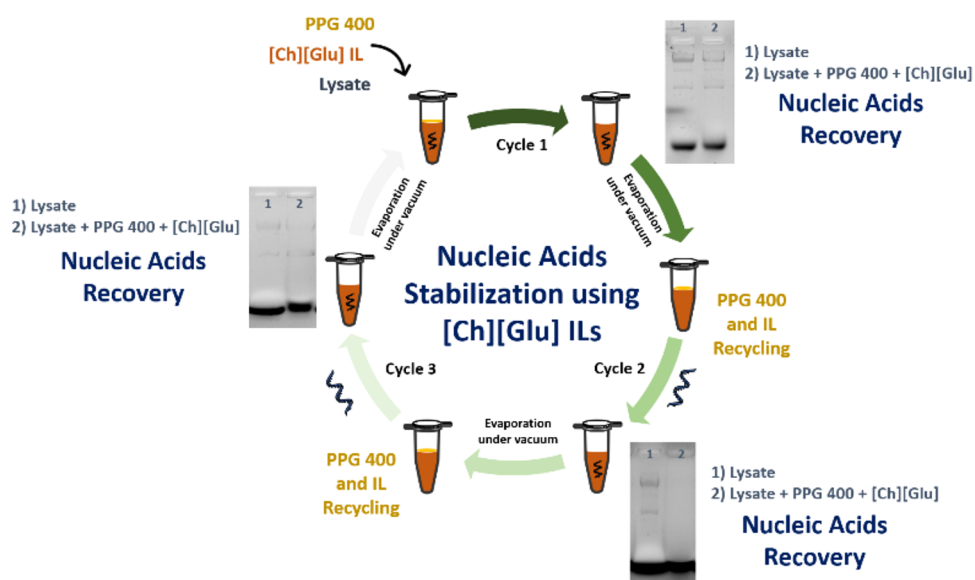 PPG 400
[Ch][Glu] IL
Lysate
Cycle 1
1 2
1) Lysate
2) Lysate + PPG 400 + [Ch][Glu]
Nucleic Acids
Recovery
Evaporation
under vacuum
PPG 400
and IL
Recycling
Cycle 2
1 2
1) Lysate
2) Lysate + PPG 400 + [Ch][Glu]
Nucleic Acids
Recovery
Evaporation
under vacuum
PPG 400
and IL
Recycling
Cycle 3
1 2
1) Lysate
2) Lysate + PPG 400 + [Ch][Glu]
Nucleic Acids
Recovery
Evaporation
under vacuum
Nucleic Acids
Stabilization using
[Ch][Glu] ILs